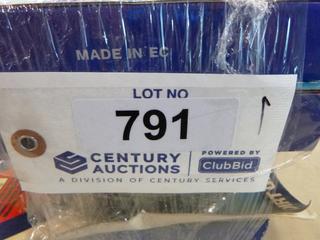 MADE IN EC
LOT NO
791
CENTURY AUCTIONS
POWERED BY
ClubBid
A DIVISION OF CENTURY SERVICES